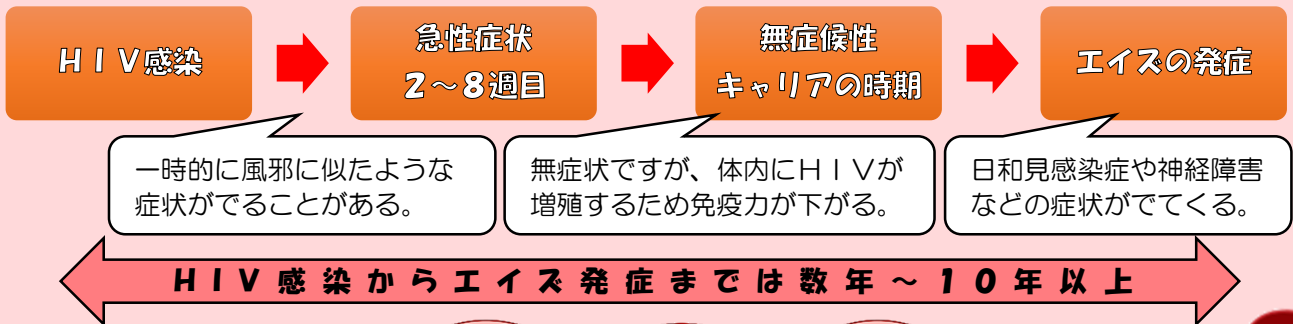 HIV感染
急性症状
2~8週目
無症候性
キャリアの時期
エイズの発症
一時的に風邪に似たような
症状がでることがある。
無症状ですが、体内にHIVが
増殖するため免疫力が下がる。
日和見感染症や神経障害
などの症状がでてくる。
HIV感染からエイズ発症までは数年~10年以上